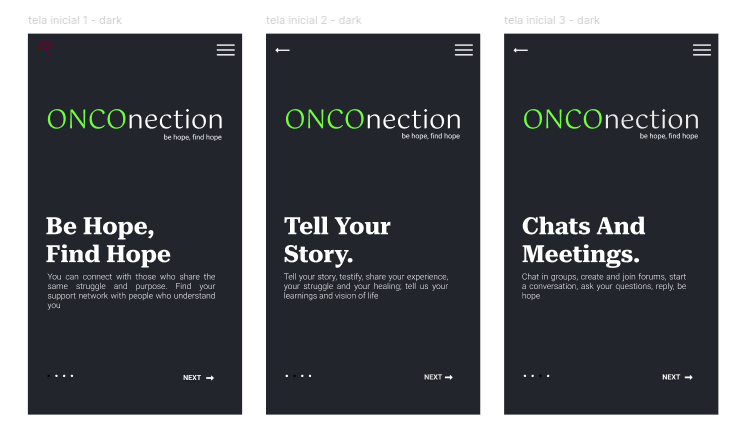 tela inicial 1 - dark
ONCOnection
be hope, find hope
Be Hope,
Find Hope
You can connect with those who share the
same struggle and purpose. Find your
support network with people who understand
you
NEXT
tela inicial 2 - dark
ONCOnection
be hope, find hope
Tell Your
Story.
Tell your story, testify, share your experience,
your struggle and your healing; tell us your
learnings and vision of life
NEXT
tela inicial 3 - dark
ONCOnection
be hope, find hope
Chats And
Meetings.
Chat in groups, create and join forums, start
a conversation, ask your questions, reply, be
hope
NEXT